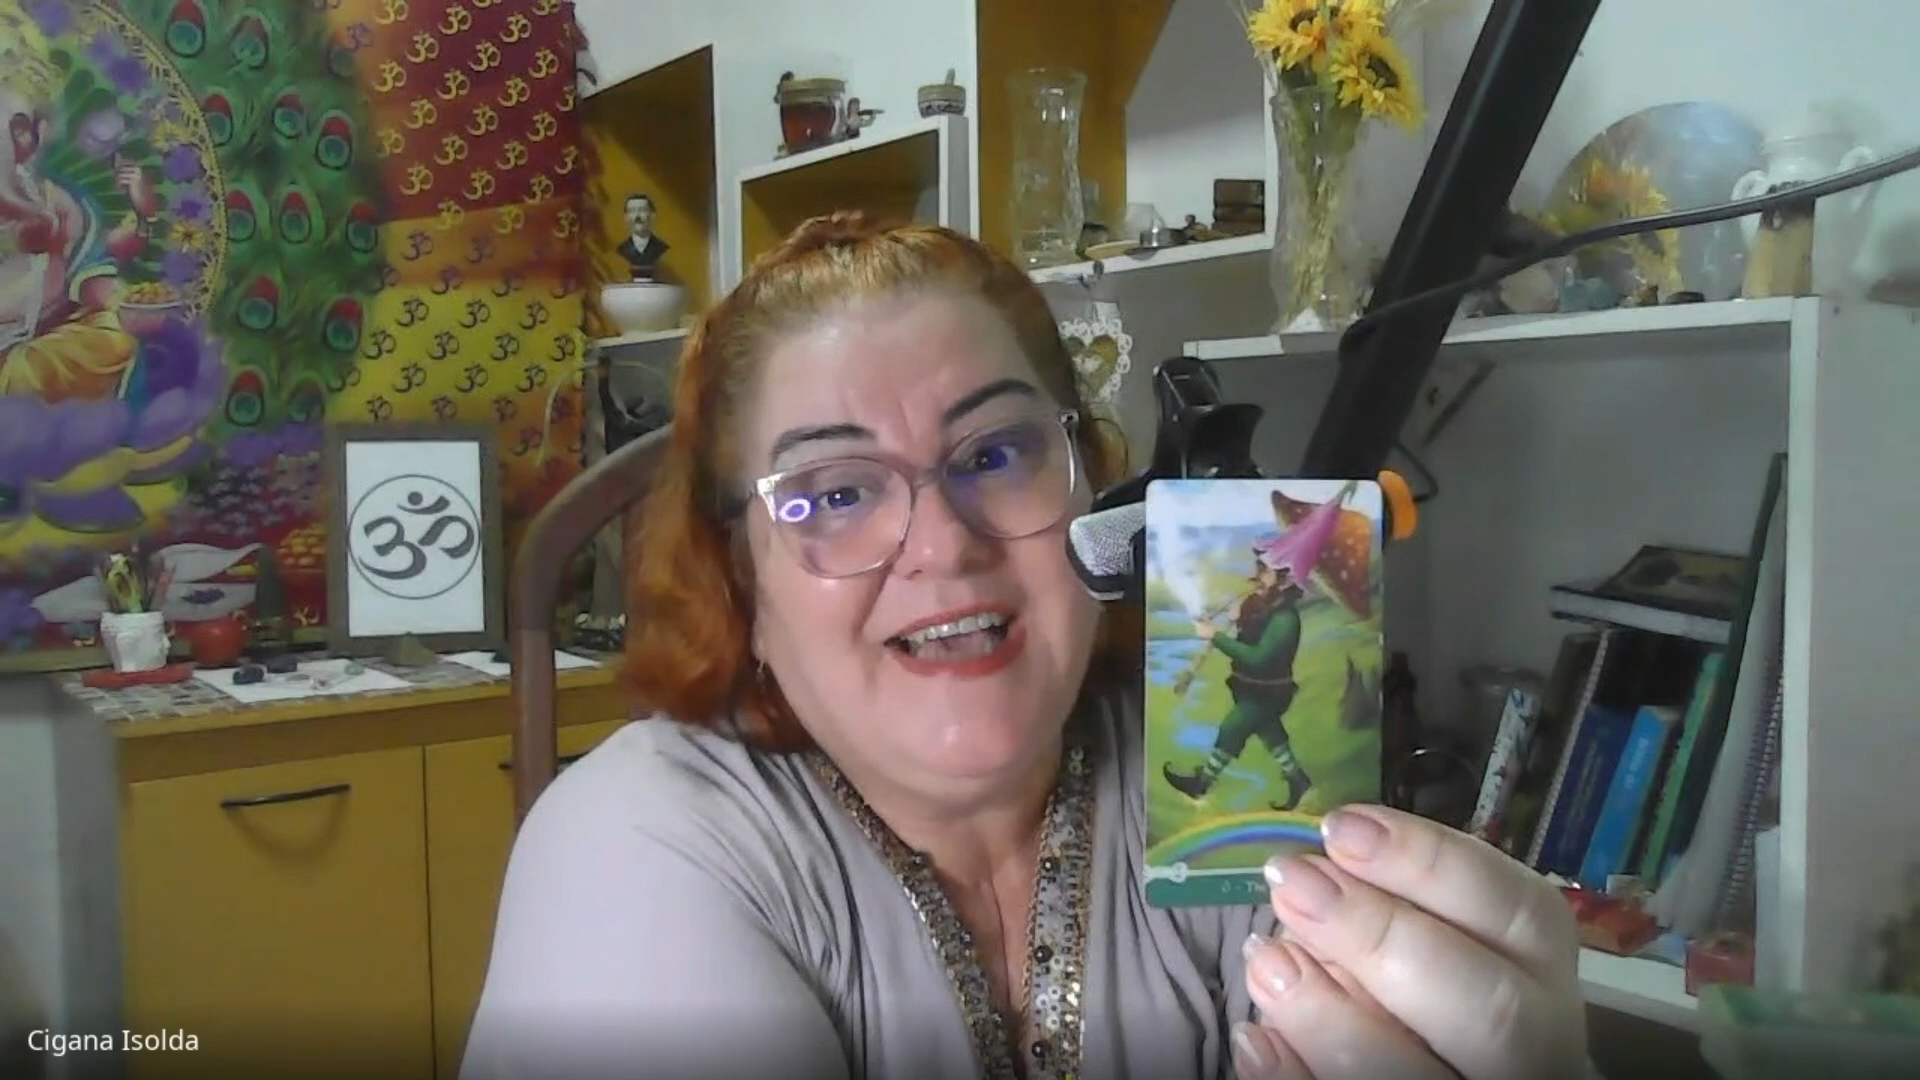 ॐ
0 - The
Cigana Isolda